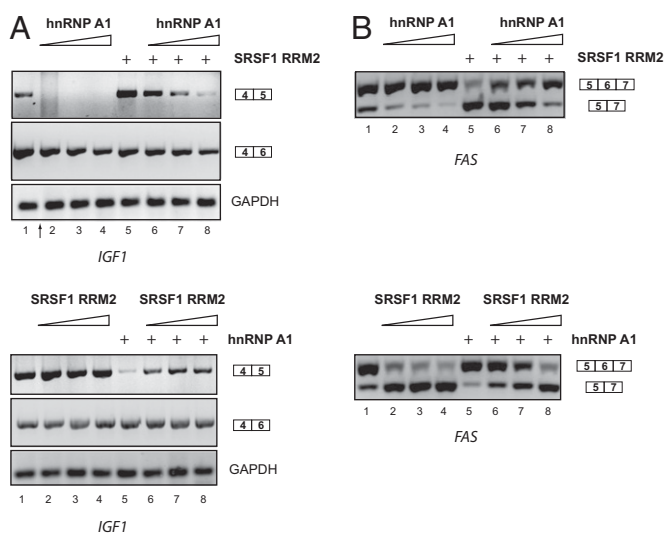 A
hnRNP A1 hnRNP A1
+ + + + SRSF1 RRM2
4 5
4 6
GAPDH
1 2 3 4 5 6 7 8
IGF1
B
hnRNP A1 hnRNP A1
+ + + + SRSF1 RRM2
5 6 7
5 7
1 2 3 4 5 6 7 8
FAS
SRSF1 RRM2 SRSF1 RRM2
+ + + + hnRNP A1
4 5
4 6
GAPDH
1 2 3 4 5 6 7 8
IGF1
SRSF1 RRM2 SRSF1 RRM2
+ + + + hnRNP A1
5 6 7
5 7
1 2 3 4 5 6 7 8
FAS